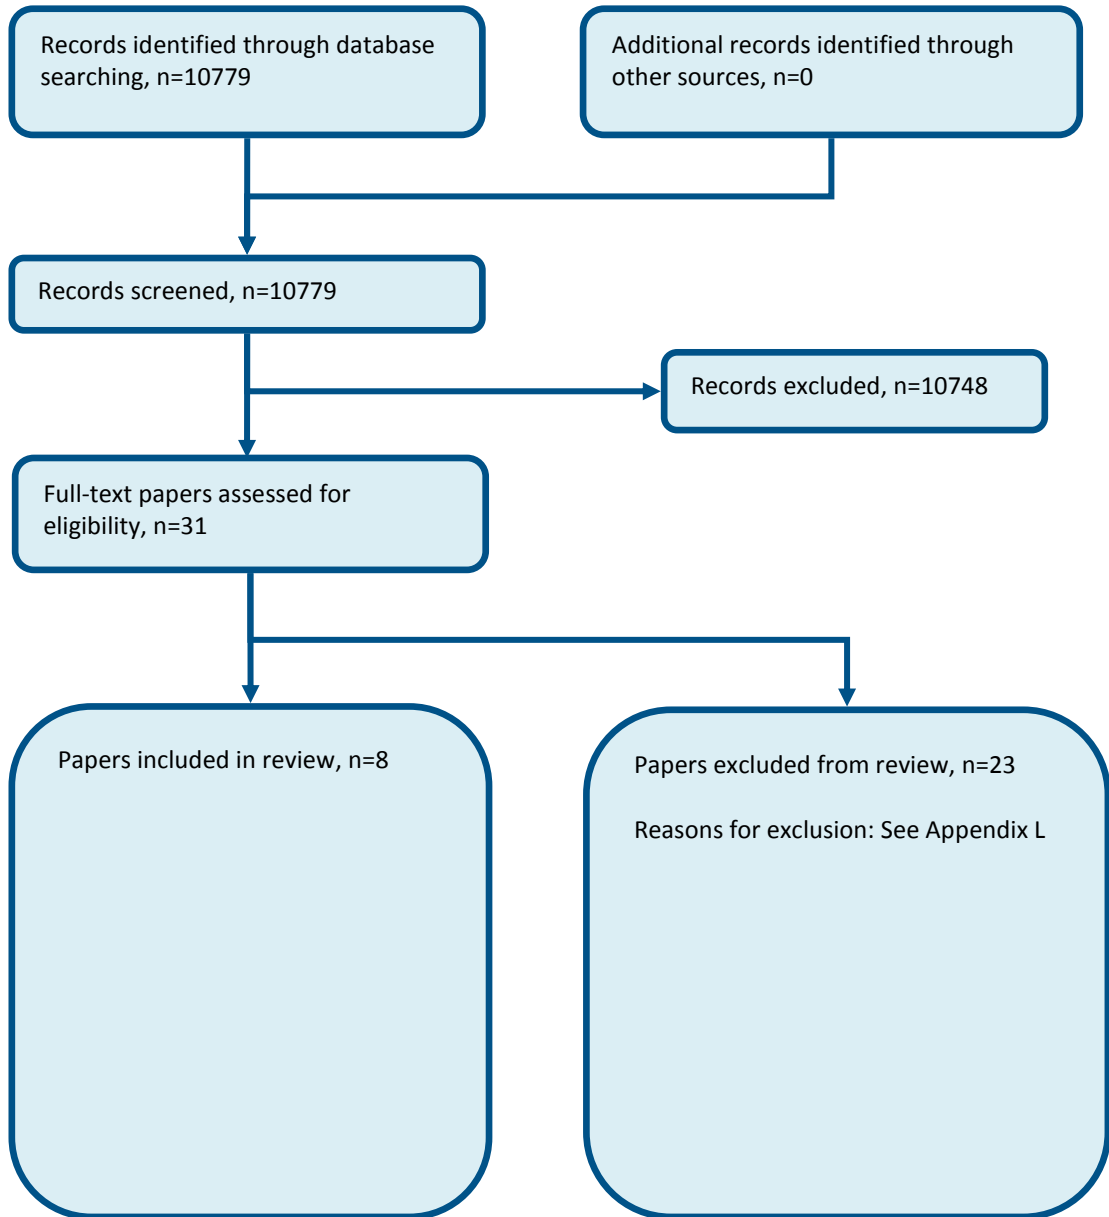 Records identified through database
searching, n=10779
Additional records identified through
other sources, n=0
Records screened, n=10779
Records excluded, n=10748
Full-text papers assessed for
eligibility, n=31
Papers included in review, n=8
Papers excluded from review, n=23
Reasons for exclusion: See Appendix L